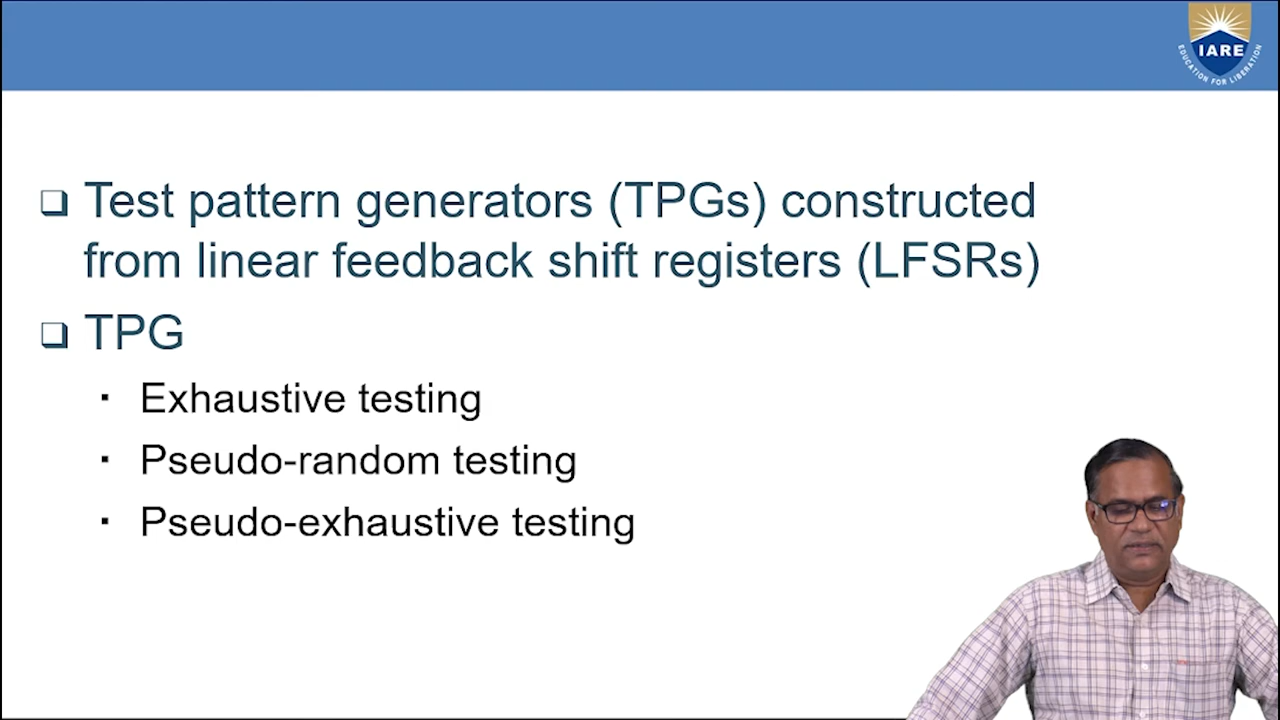 IARE
EDUCATION FOR LIBERATION
❑ Test pattern generators (TPGs) constructed
from linear feedback shift registers (LFSRs)
❑ TPG
▪ Exhaustive testing
▪ Pseudo-random testing
▪ Pseudo-exhaustive testing